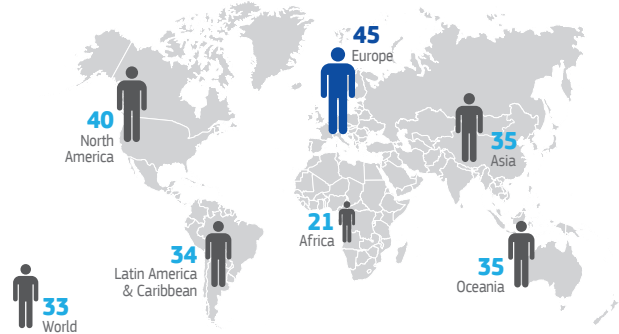 45
Europe
40
North
America
35
Asia
21
Africa
34
Latin America
& Caribbean
35
Oceania
33
World